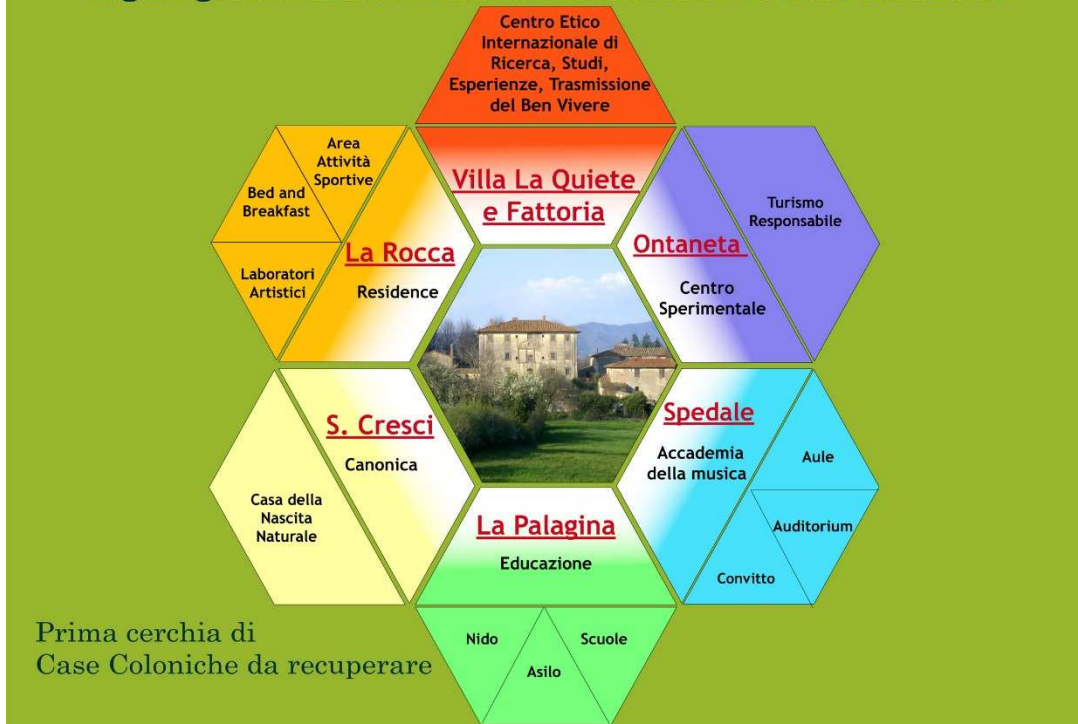 Centro Etico
Internazionale di
Ricerca, Studi,
Esperienze, Trasmissione
del Ben Vivere
Villa La Quiete
e Fattoria
Area
Attività
Sportive
Bed and
Breakfast
Laboratori
Artistici
La Rocca
Residence
Ontaneta
Centro
Sperimentale
Turismo
Responsabile
S. Cresci
Canonica
Casa della
Nascita
Naturale
Spedale
Accademia
della musica
Aule
Auditorium
Convitto
La Palagina
Educazione
Nido
Asilo
Scuole
Prima cerchia di
Case Coloniche da recuperare